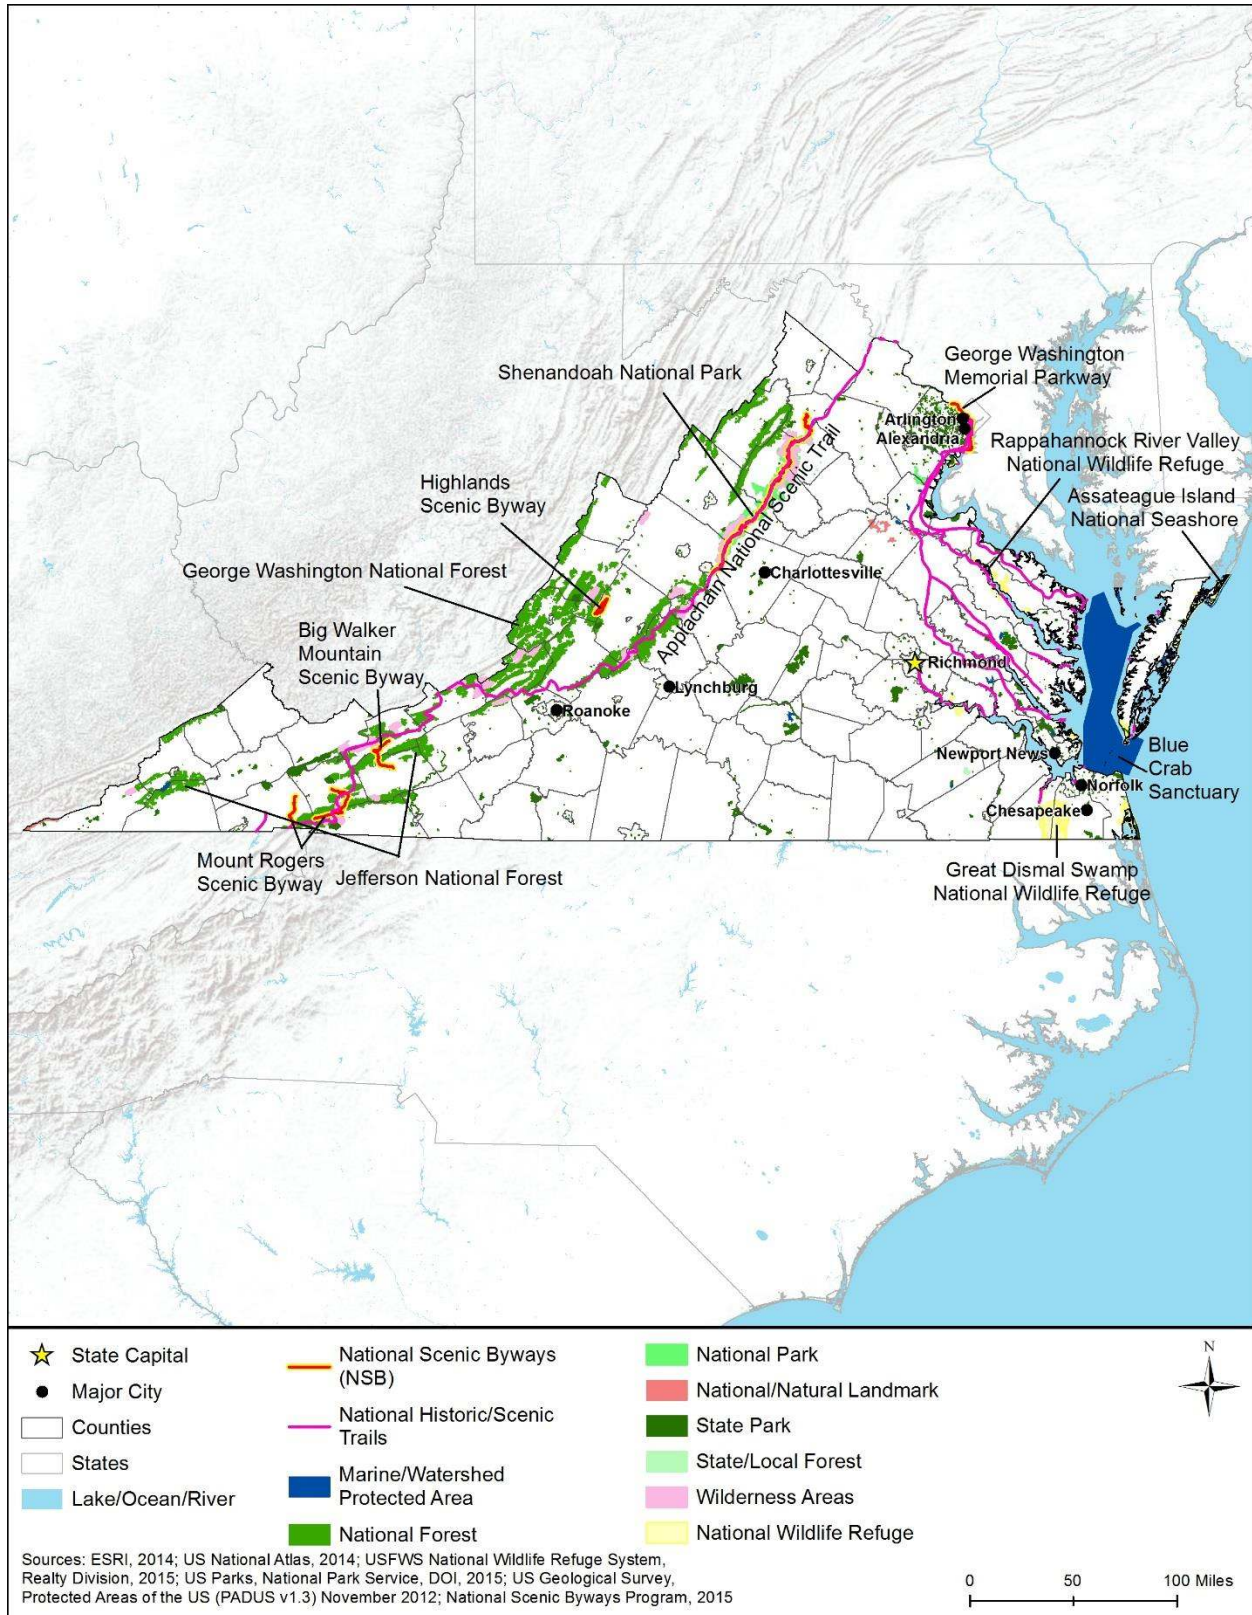 George Washington
Memorial Parkway
Shenandoah National Park
Arlington
Alexandria
Rappahannock River Valley
National Wildlife Refuge
Assateague Island
National Seashore
Highlands
Scenic Byway
George Washington National Forest
Applachain National Scenic Trail
Charlottesville
Big Walker
Mountain
Scenic Byway
Richmond
Lynchburg
Roanoke
Newport News
Blue
Crab
Sanctuary
Norfolk
Chesapeake
Mount Rogers
Scenic Byway
Jefferson National Forest
Great Dismal Swamp
National Wildlife Refuge
State Capital
Major City
Counties
States
Lake/Ocean/River
National Scenic Byways
(NSB)
National Historic/Scenic
Trails
Marine/Watershed
Protected Area
National Forest
National Park
National/Natural Landmark
State Park
State/Local Forest
Wilderness Areas
National Wildlife Refuge
N
Sources: ESRI, 2014; US National Atlas, 2014; USFWS National Wildlife Refuge System,
Realty Division, 2015; US Parks, National Park Service, DOI, 2015; US Geological Survey,
Protected Areas of the US (PADUS v1.3) November 2012; National Scenic Byways Program, 2015
0 50 100 Miles